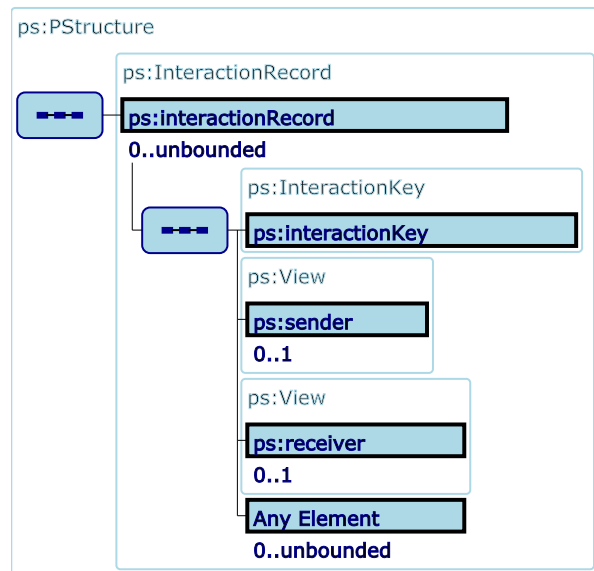 ps:PStructure
ps:InteractionRecord
ps:interactionRecord
0..unbounded
ps:InteractionKey
ps:interactionKey
ps:View
ps:sender
0..1
ps:View
ps:receiver
0..1
Any Element
0..unbounded